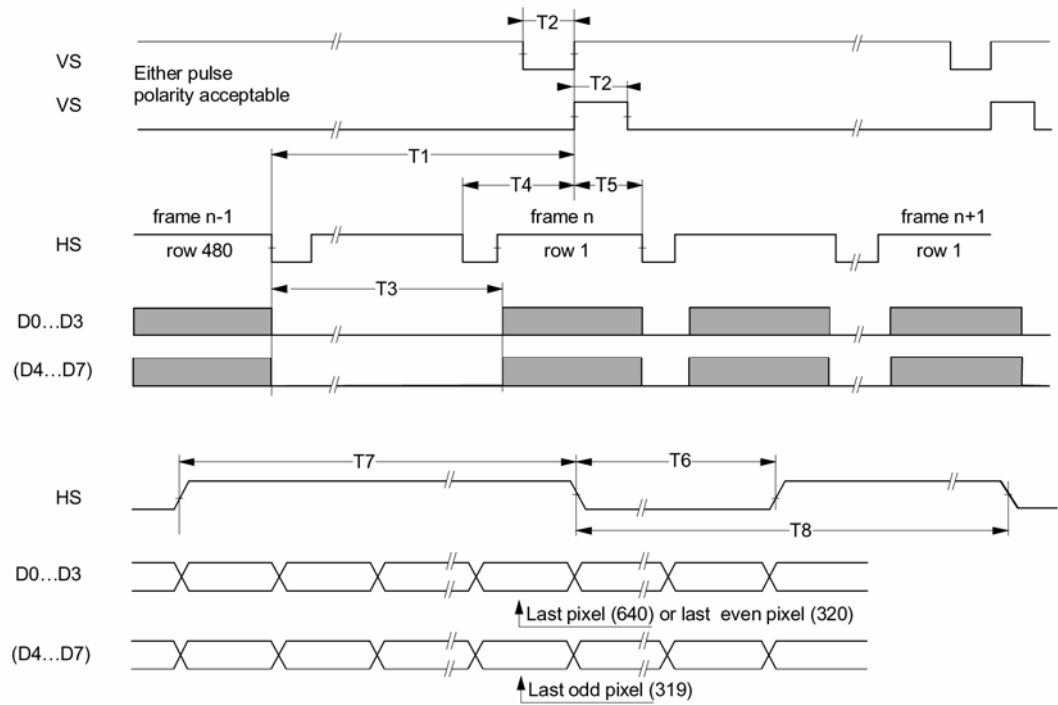 T2
VS
Either pulse
polarity acceptable
T2
VS
T1
T4
T5
frame n-1
frame n
frame n+1
HS
row 480
row 1
row 1
T3
D0...D3
(D4...D7)
T7
T6
HS
T8
D0...D3
Last pixel (640) or last even pixel (320)
(D4...D7)
Last odd pixel (319)